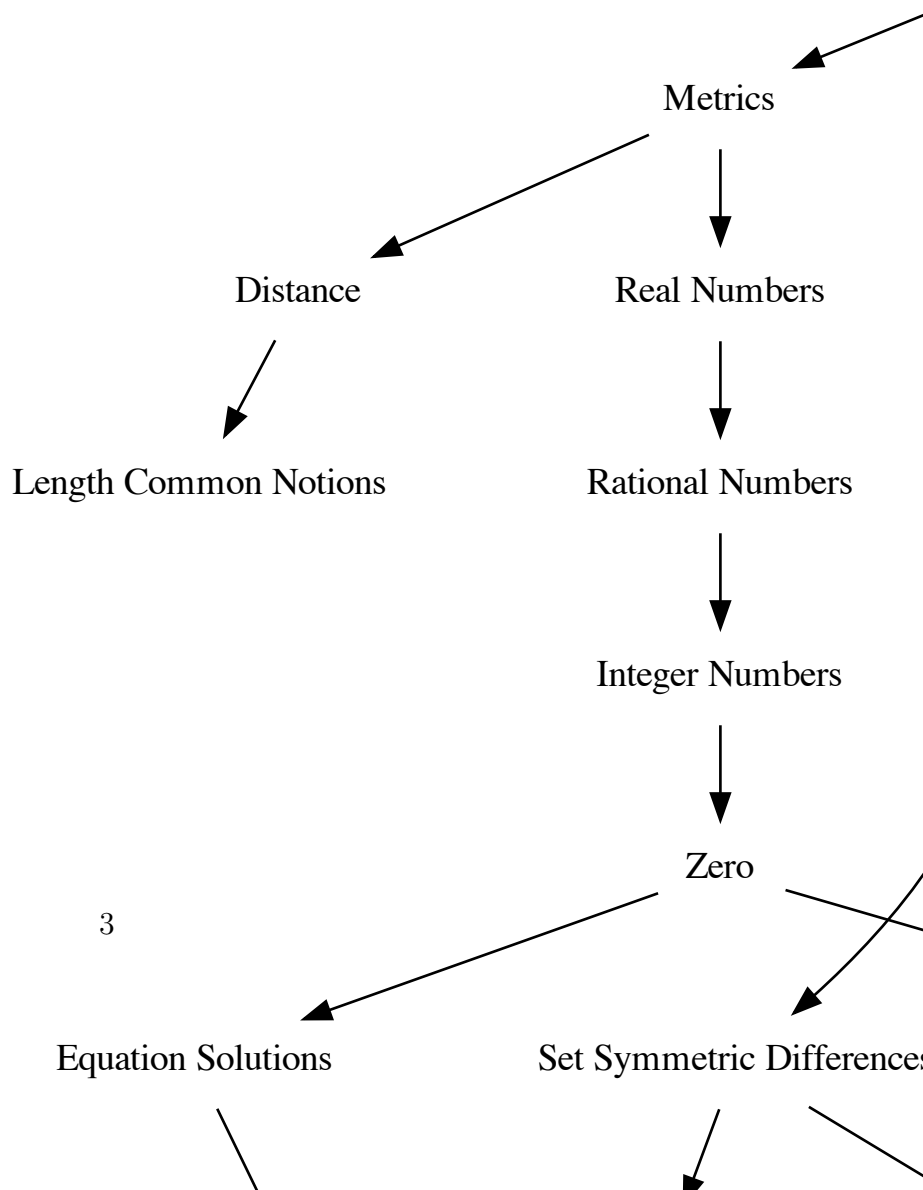 Metrics
Distance
Real Numbers
Length Common Notions
Rational Numbers
Integer Numbers
Zero
3
Equation Solutions
Set Symmetric Differences